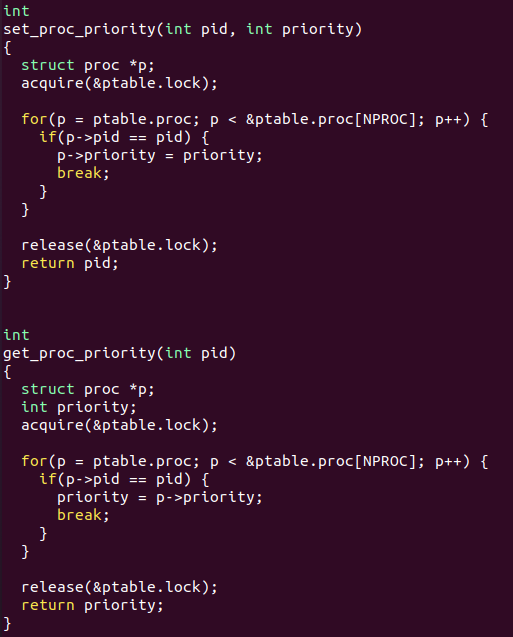 int
set_proc_priority(int pid, int priority)
{
  struct proc *p;
  acquire(&ptable.lock);

  for(p = ptable.proc; p < &ptable.proc[NPROC]; p++) {
    if(p->pid == pid) {
      p->priority = priority;
      break;
    }
  }

  release(&ptable.lock);
  return pid;
}


int
get_proc_priority(int pid)
{
  struct proc *p;
  int priority;
  acquire(&ptable.lock);

  for(p = ptable.proc; p < &ptable.proc[NPROC]; p++) {
    if(p->pid == pid) {
      priority = p->priority;
      break;
    }
  }

  release(&ptable.lock);
  return priority;
}